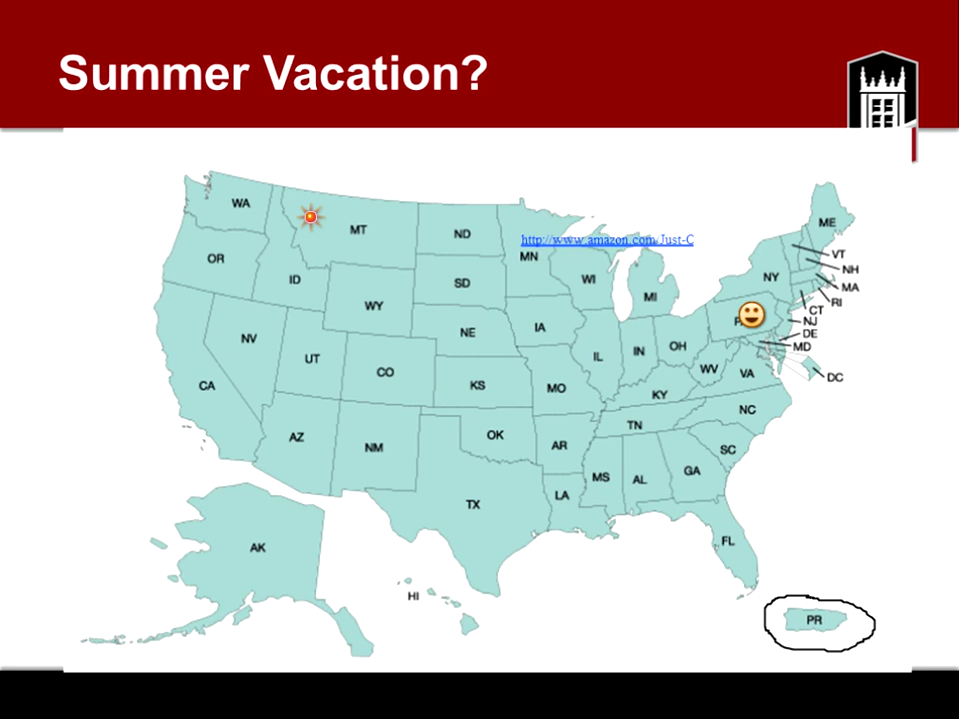 Summer Vacation?
WA
MT
ND
http://www.amazon.com/Just-C
MN
ME
VT
NH
MA
RI
CT
NJ
DE
MD
DC
OR
ID
SD
WI
MI
NY
WY
IA
NE
NV
UT
CO
CA
KS
MO
IL
IN
OH
WV
VA
KY
NC
TN
AZ
NM
OK
AR
SC
MS
AL
GA
LA
TX
FL
AK
HI
PR